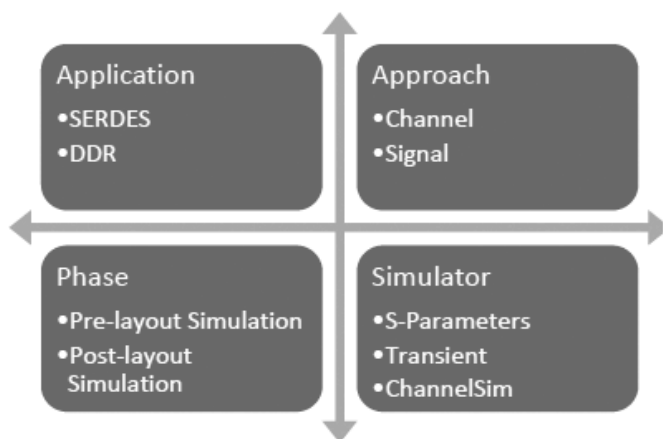 Application
•SERDES
•DDR
Approach
•Channel
•Signal
Phase
•Pre-layout Simulation
•Post-layout
Simulation
Simulator
•S-Parameters
•Transient
•ChannelSim